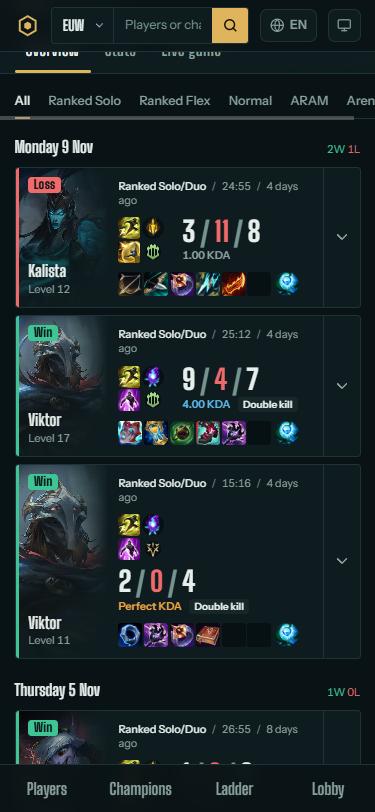 EUW
Players or cha
EN
Overview Stats Live game
All Ranked Solo Ranked Flex Normal ARAM Aren
Monday 9 Nov 2W 1L
Loss
Ranked Solo/Duo / 24:55 / 4 days
ago
3 / 11 / 8
1.00 KDA
Kalista
Level 12
Win
Ranked Solo/Duo / 25:12 / 4 days
ago
9 / 4 / 7
4.00 KDA Double kill
Viktor
Level 17
Win
Ranked Solo/Duo / 15:16 / 4 days
ago
2 / 0 / 4
Perfect KDA Double kill
Viktor
Level 11
Thursday 5 Nov 1W 0L
Win
Ranked Solo/Duo / 26:55 / 8 days
ago
Players Champions Ladder Lobby